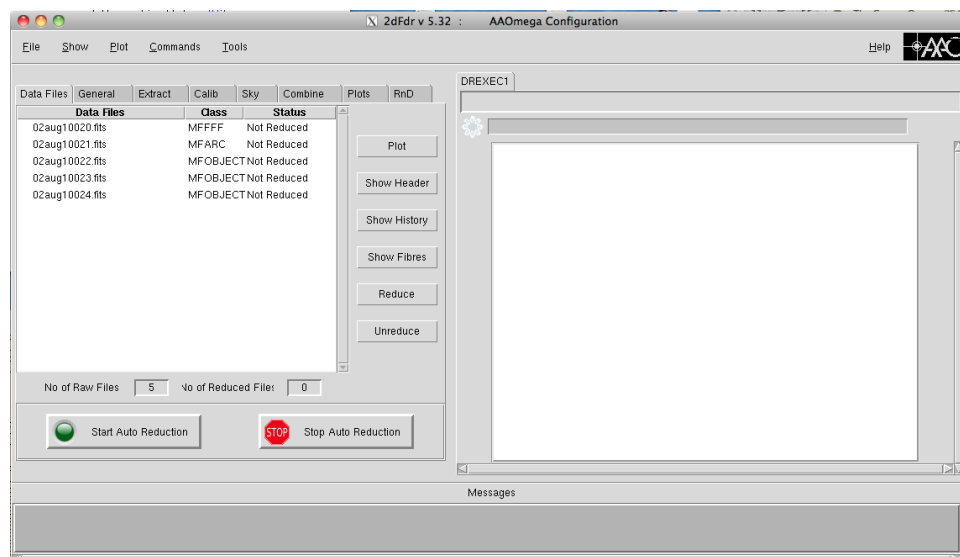 2dFdr v 5.32 : AAOmega Configuration
File Show Plot Commands Tools Help AAO
Data Files General Extract Calib Sky Combine Plots RnD
DREXEC1
Data Files Class Status
02aug10020.fits MFFFF Not Reduced
02aug10021.fits MFARC Not Reduced
02aug10022.fits MFOBJECT Not Reduced
02aug10023.fits MFOBJECT Not Reduced
02aug10024.fits MFOBJECT Not Reduced
Plot
Show Header
Show History
Show Fibres
Reduce
Unreduce
No of Raw Files 5 No of Reduced Files 0
Start Auto Reduction
STOP Stop Auto Reduction
Messages